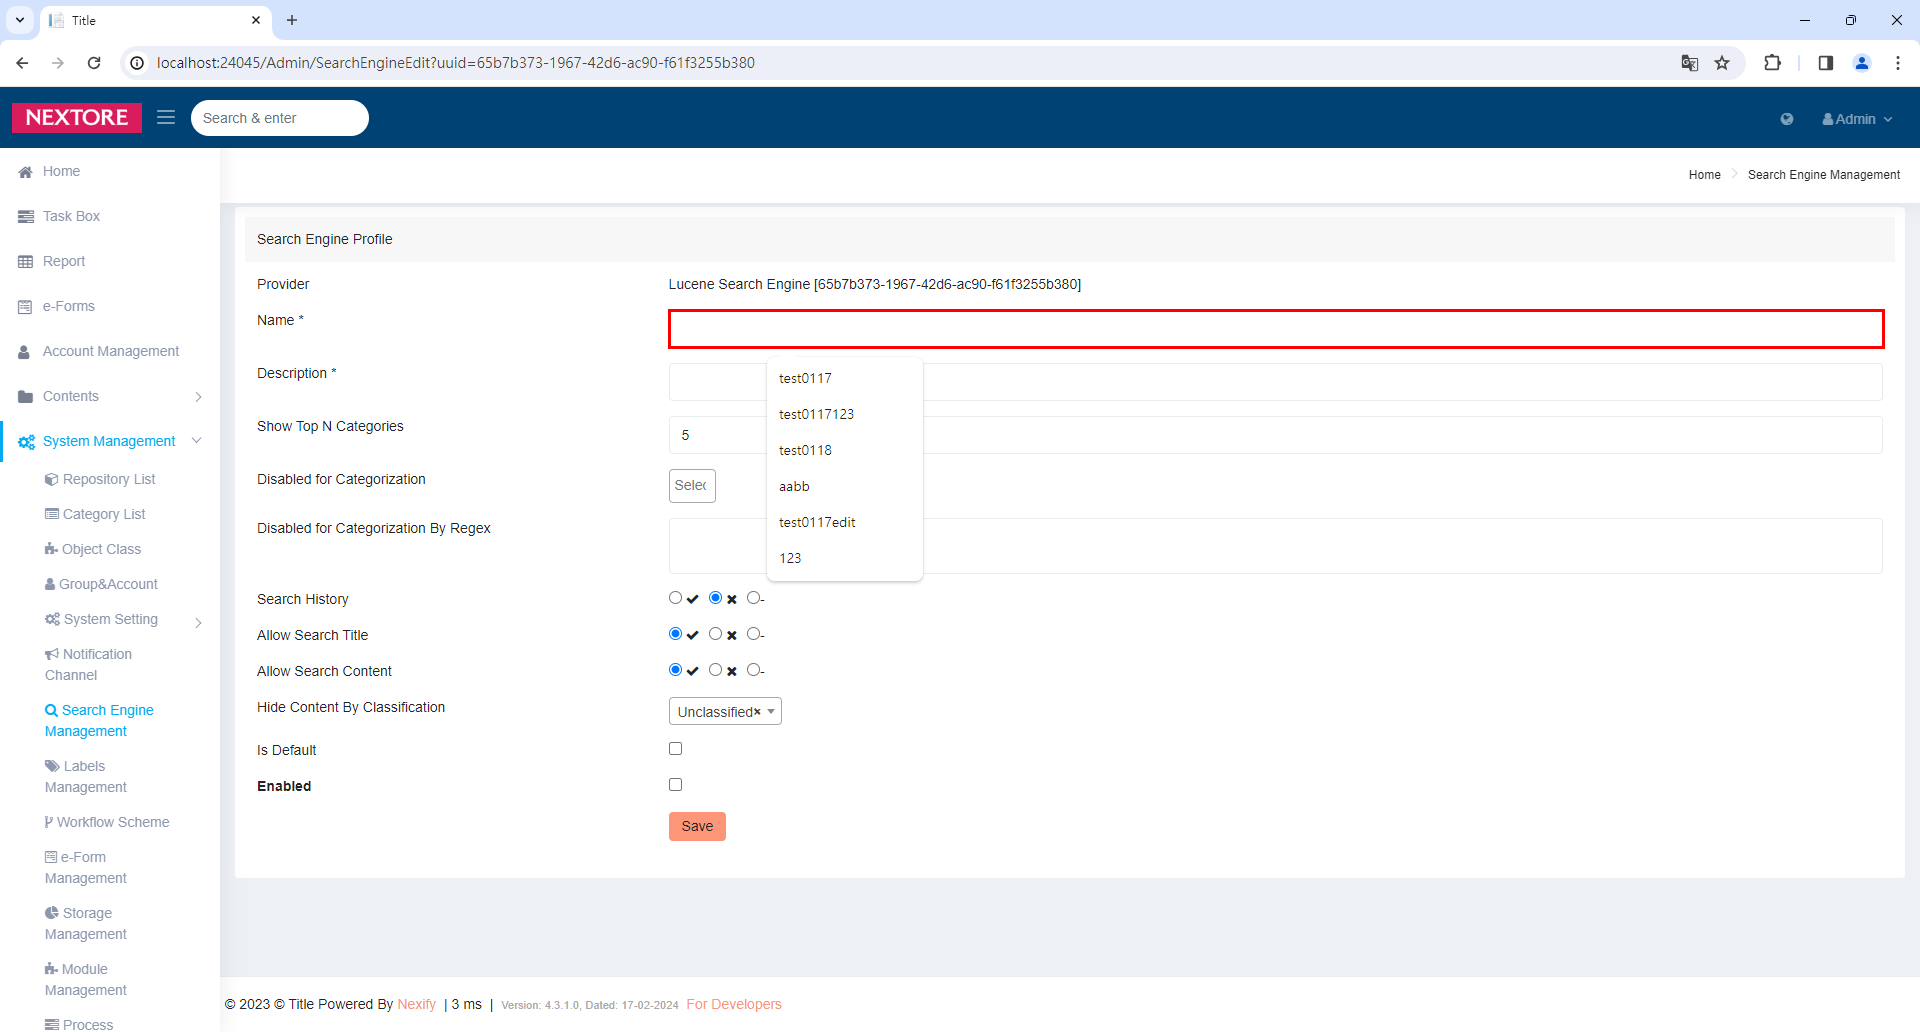 Title
localhost:24045/Admin/SearchEngineEdit?uuid=65b7b373-1967-42d6-ac90-f61f3255b380
NEXTORE
Search & enter
Admin
Home
Task Box
Report
e-Forms
Account Management
Contents
System Management
Repository List
Category List
Object Class
Group&Account
System Setting
Notification
Channel
Search Engine
Management
Labels
Management
Workflow Scheme
e-Form
Management
Storage
Management
Module
Management
Process
Home
Search Engine Management
Search Engine Profile
Provider
Lucene Search Engine [65b7b373-1967-42d6-ac90-f61f3255b380]
Name *
Description *
test0117
test0117123
test0118
aabb
test0117edit
123
Show Top N Categories
5
Disabled for Categorization
Selec
Disabled for Categorization By Regex
Search History
-
Allow Search Title
-
Allow Search Content
-
Hide Content By Classification
Unclassified×
Is Default
Enabled
Save
© 2023 © Title Powered By Nexify | 3 ms | Version: 4.3.1.0, Dated: 17-02-2024 For Developers